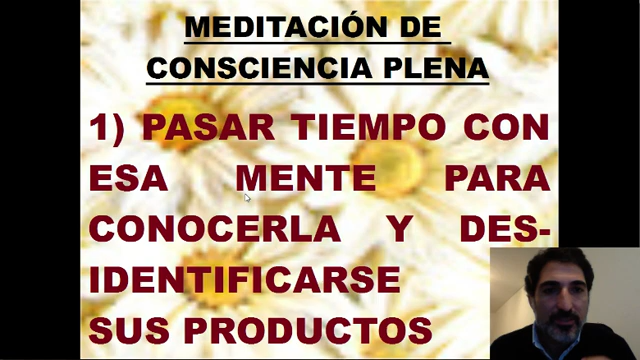 MEDITACIÓN DE
CONSCIENCIA PLENA
1) PASAR TIEMPO CON
ESA MENTE PARA
CONOCERLA Y DES-
IDENTIFICARSE
SUS PRODUCTOS